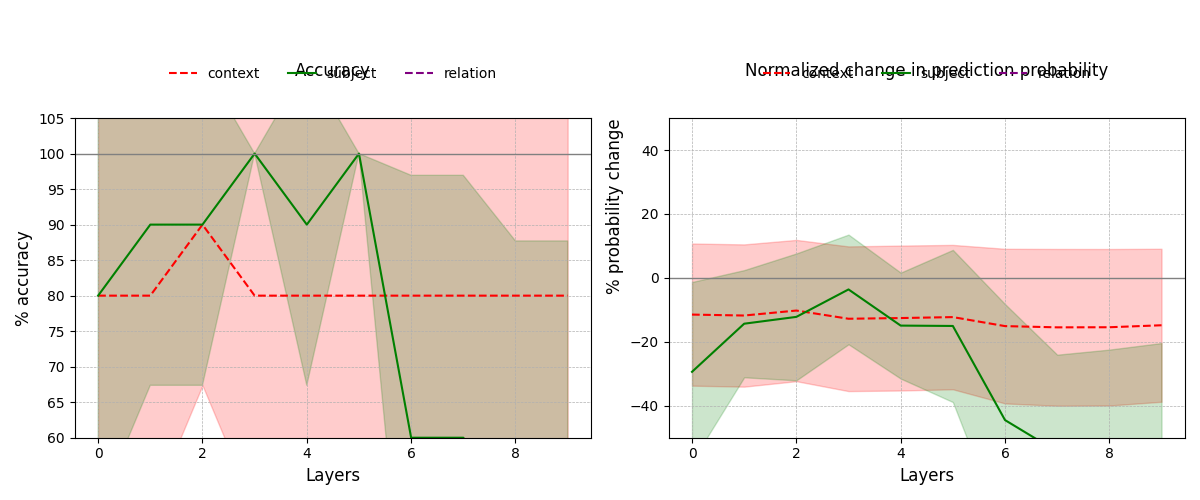 Accuracy
context subject relation
105
100
95
90
85
80
75
70
65
60
% accuracy
0 2 4 6 8
Layers
Normalized change in prediction probability
context subject relation
40
20
0
−20
−40
% probability change
0 2 4 6 8
Layers